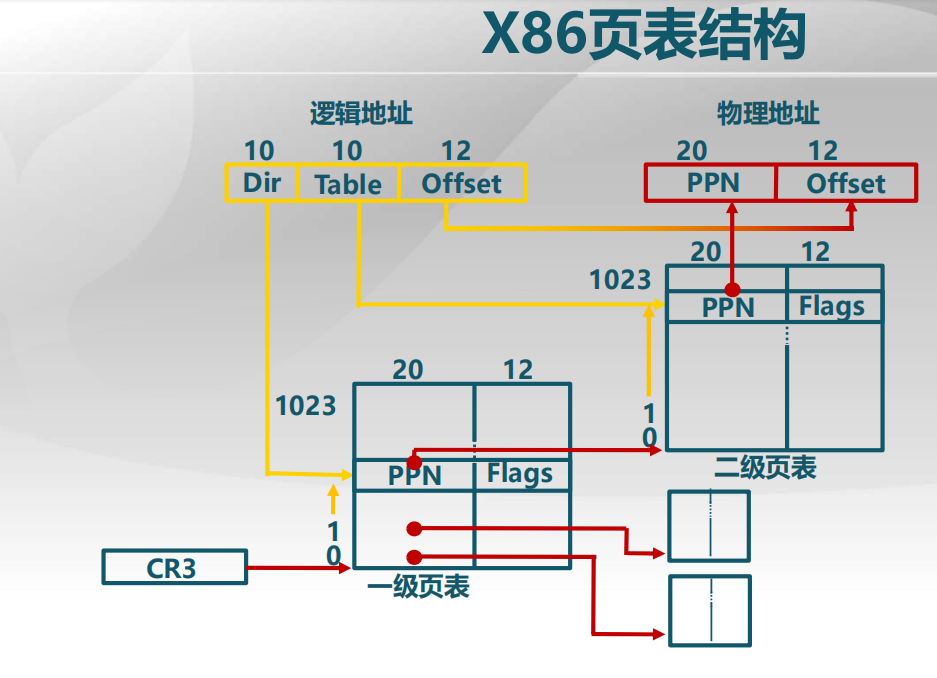 X86页表结构
逻辑地址
物理地址
10 10 12
20 12
Dir Table Offset
PPN Offset
20 12
1023
PPN Flags
20 12
1023
1
0
二级页表
PPN Flags
1
0
CR3
一级页表